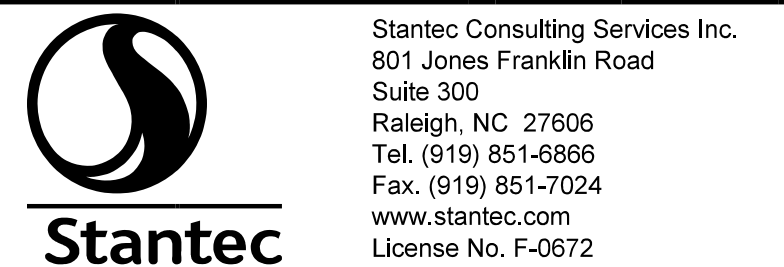 Stantec
Stantec Consulting Services Inc.
801 Jones Franklin Road
Suite 300
Raleigh, NC  27606
Tel. (919) 851-6866
Fax. (919) 851-7024
www.stantec.com
License No. F-0672